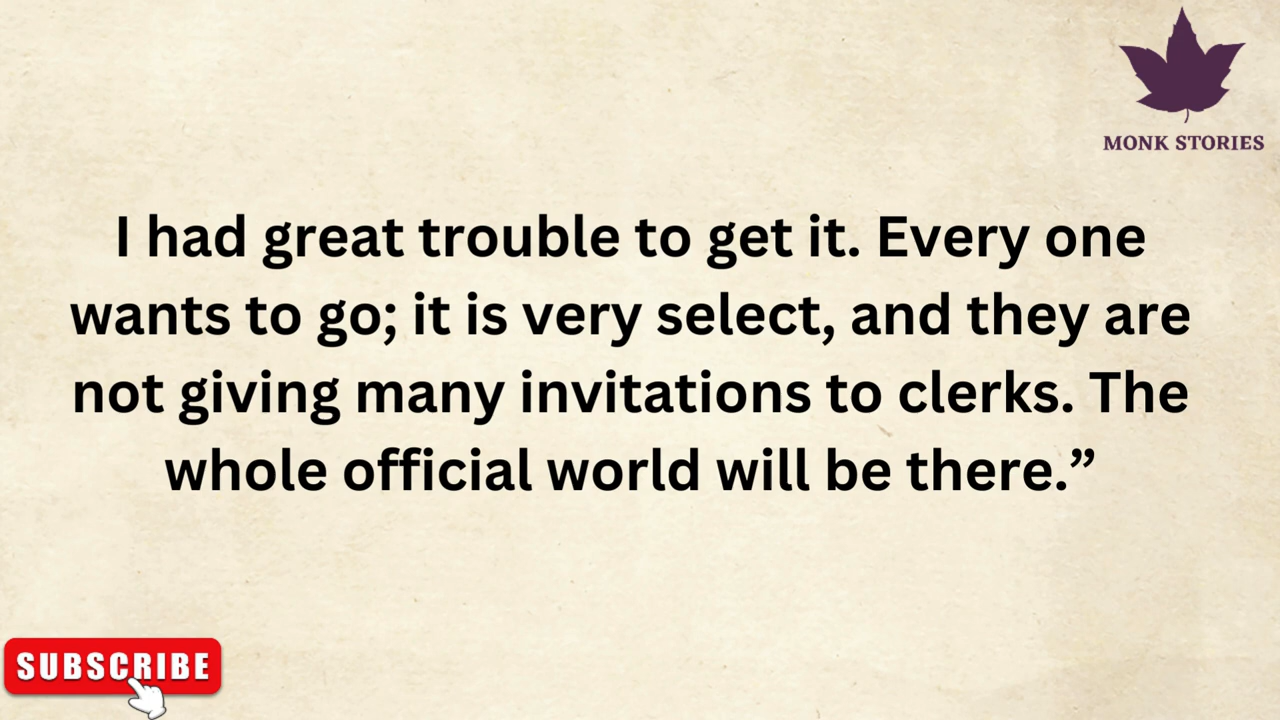 MONK STORIES
I had great trouble to get it. Every one
wants to go; it is very select, and they are
not giving many invitations to clerks. The
whole official world will be there.”
SUBSCRIBE